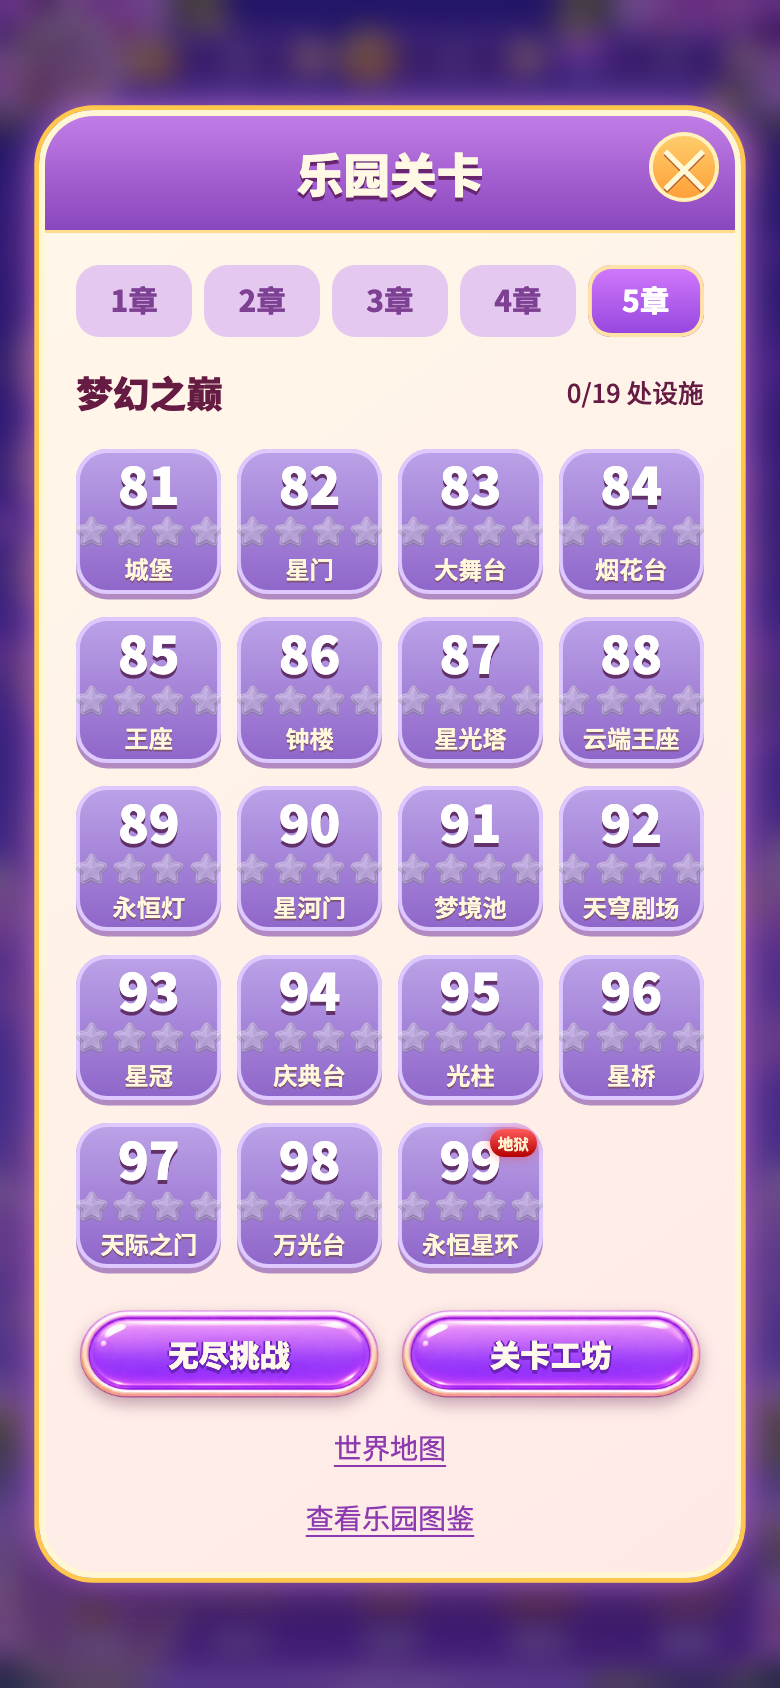 乐园关卡
1章 2章 3章 4章 5章
梦幻之巅 0/19 处设施
81 82 83 84
城堡 星门 大舞台 烟花台
85 86 87 88
王座 钟楼 星光塔 云端王座
89 90 91 92
永恒灯 星河门 梦境池 天穹剧场
93 94 95 96
星冠 庆典台 光柱 星桥
97 98 99 地狱
天际之门 万光台 永恒星环
无尽挑战 关卡工坊
世界地图
查看乐园图鉴